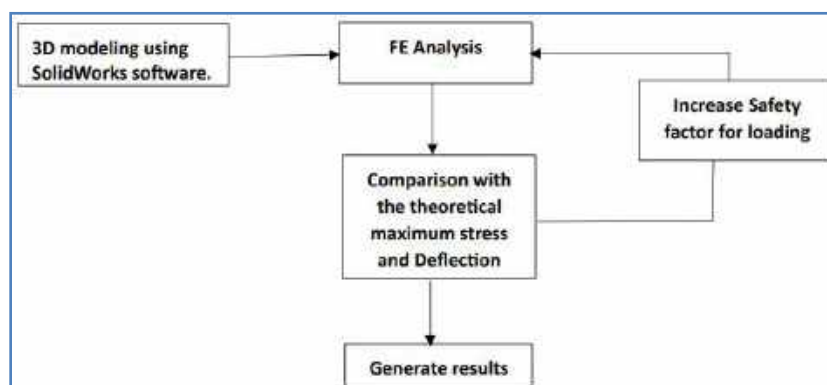 3D modeling using
SolidWorks software.
FE Analysis
Increase Safety
factor for loading
Comparison with
the theoretical
maximum stress
and Deflection
Generate results